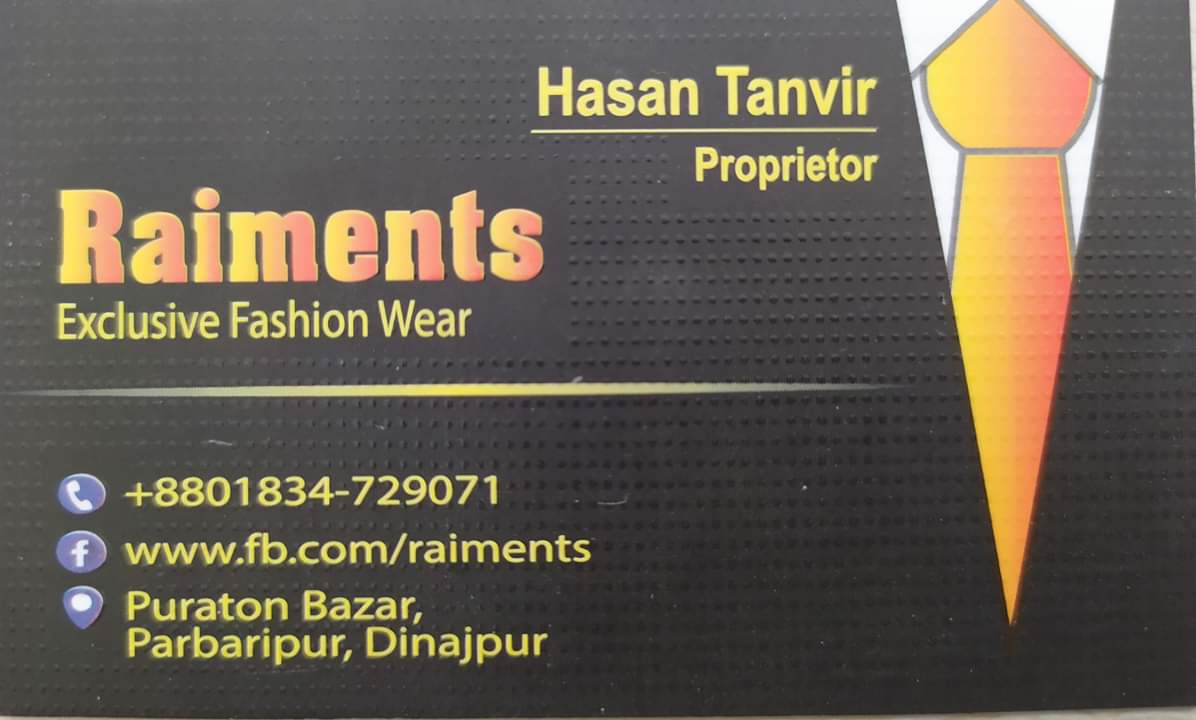 Hasan Tanvir
Proprietor
Raiments
Exclusive Fashion Wear
+8801834-729071
www.fb.com/raiments
Puraton Bazar,
Parbaripur, Dinajpur